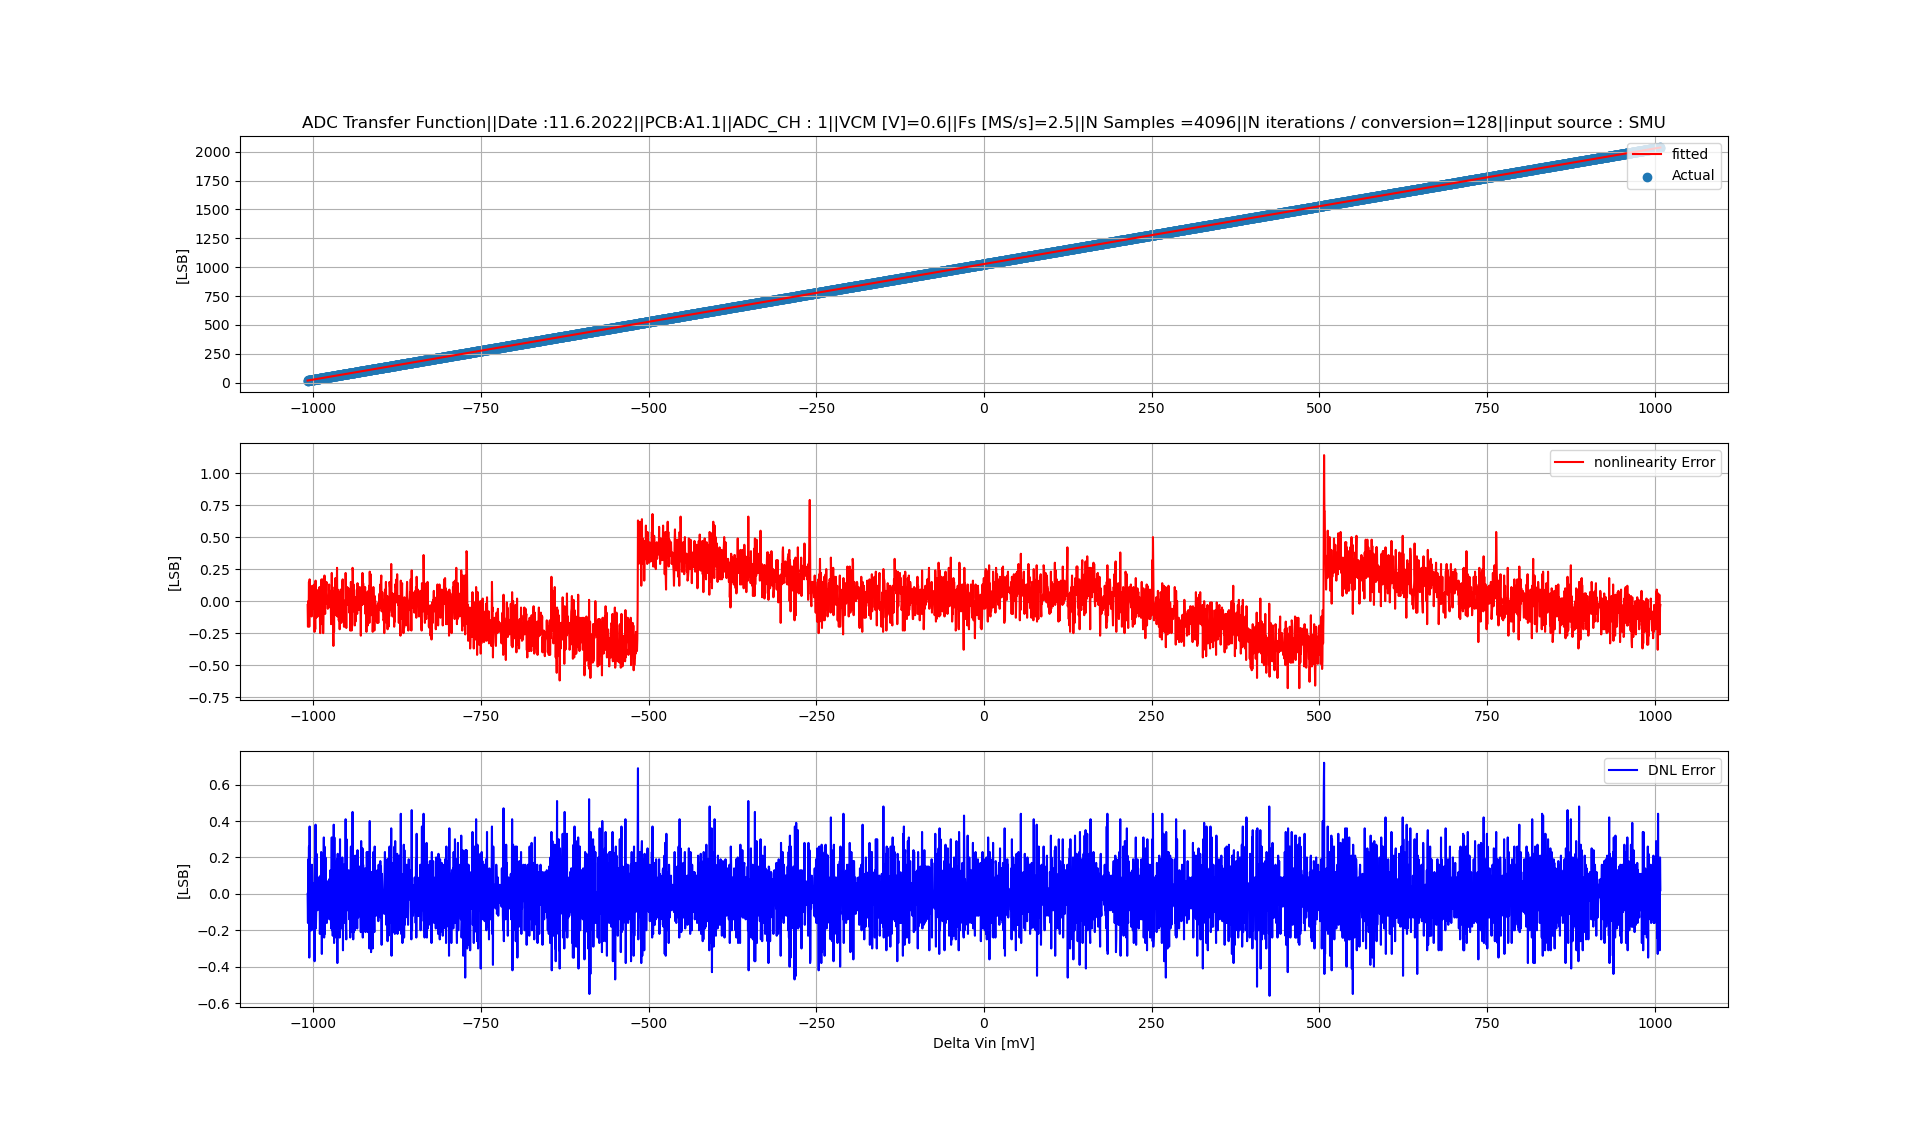 ADC Transfer Function||Date :11.6.2022||PCB:A1.1||ADC_CH : 1||VCM [V]=0.6||Fs [MS/s]=2.5||N Samples =4096||N iterations / conversion=128||input source : SMU
2000
1750
1500
1250
1000
750
500
250
0
[LSB]
fitted
Actual
−1000 −750 −500 −250 0 250 500 750 1000
1.00
0.75
0.50
0.25
0.00
−0.25
−0.50
−0.75
[LSB]
nonlinearity Error
−1000 −750 −500 −250 0 250 500 750 1000
0.6
0.4
0.2
0.0
−0.2
−0.4
−0.6
[LSB]
DNL Error
−1000 −750 −500 −250 0 250 500 750 1000
Delta Vin [mV]